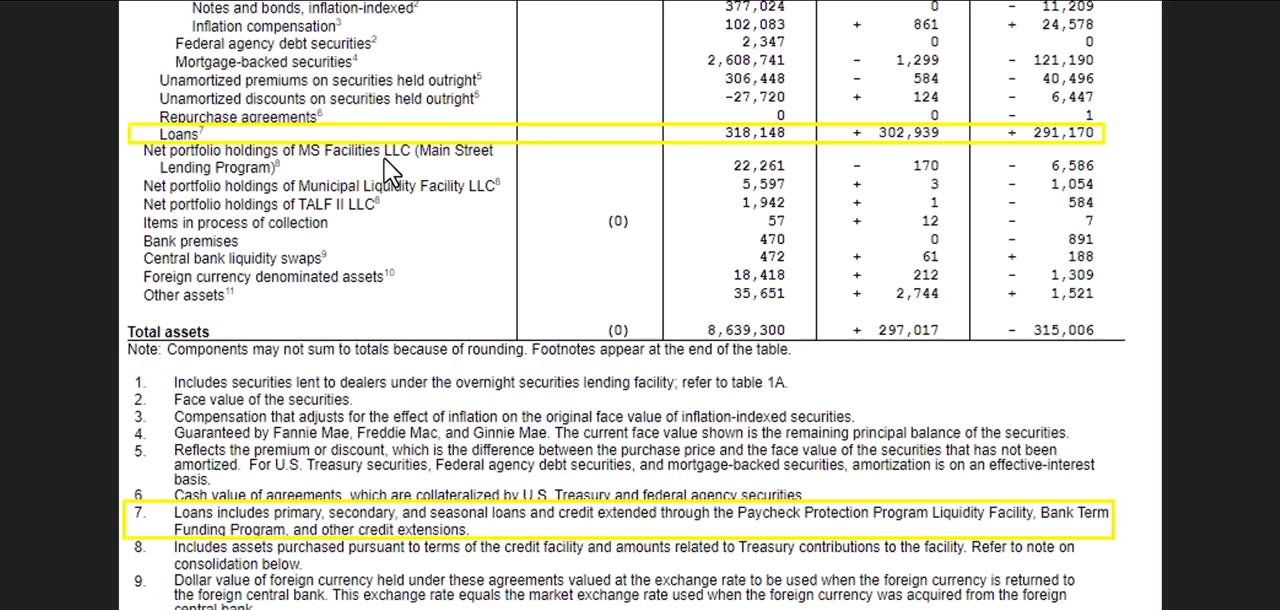 Notes and bonds, inflation-indexed² 377,024 0 - 11,209
Inflation compensation³ 102,083 + 861 + 24,578
Federal agency debt securities² 2,347 0 0
Mortgage-backed securities⁴ 2,608,741 - 1,299 - 121,190
Unamortized premiums on securities held outright⁵ 306,448 - 584 - 40,496
Unamortized discounts on securities held outright⁵ -27,720 + 124 - 6,447
Repurchase agreements⁶ 0 0 - 1
Loans⁷ 318,148 + 302,939 + 291,170
Net portfolio holdings of MS Facilities LLC (Main Street
Lending Program)⁸ 22,261 - 170 - 6,586
Net portfolio holdings of Municipal Liquidity Facility LLC⁸ 5,597 + 3 - 1,054
Net portfolio holdings of TALF II LLC⁸ 1,942 + 1 - 584
Items in process of collection (0) 57 + 12 - 7
Bank premises 470 0 - 891
Central bank liquidity swaps⁹ 472 + 61 + 188
Foreign currency denominated assets¹⁰ 18,418 + 212 - 1,309
Other assets¹¹ 35,651 + 2,744 + 1,521
Total assets (0) 8,639,300 + 297,017 - 315,006
Note: Components may not sum to totals because of rounding. Footnotes appear at the end of the table.
1. Includes securities lent to dealers under the overnight securities lending facility; refer to table 1A.
2. Face value of the securities.
3. Compensation that adjusts for the effect of inflation on the original face value of inflation-indexed securities.
4. Guaranteed by Fannie Mae, Freddie Mac, and Ginnie Mae. The current face value shown is the remaining principal balance of the securities.
5. Reflects the premium or discount, which is the difference between the purchase price and the face value of the securities that has not been
amortized. For U.S. Treasury securities, Federal agency debt securities, and mortgage-backed securities, amortization is on an effective-interest
basis.
6. Cash value of agreements, which are collateralized by U.S. Treasury and federal agency securities.
7. Loans includes primary, secondary, and seasonal loans and credit extended through the Paycheck Protection Program Liquidity Facility, Bank Term
Funding Program, and other credit extensions.
8. Includes assets purchased pursuant to terms of the credit facility and amounts related to Treasury contributions to the facility. Refer to note on
consolidation below.
9. Dollar value of foreign currency held under these agreements valued at the exchange rate to be used when the foreign currency is returned to
the foreign central bank. This exchange rate equals the market exchange rate used when the foreign currency was acquired from the foreign
central bank.